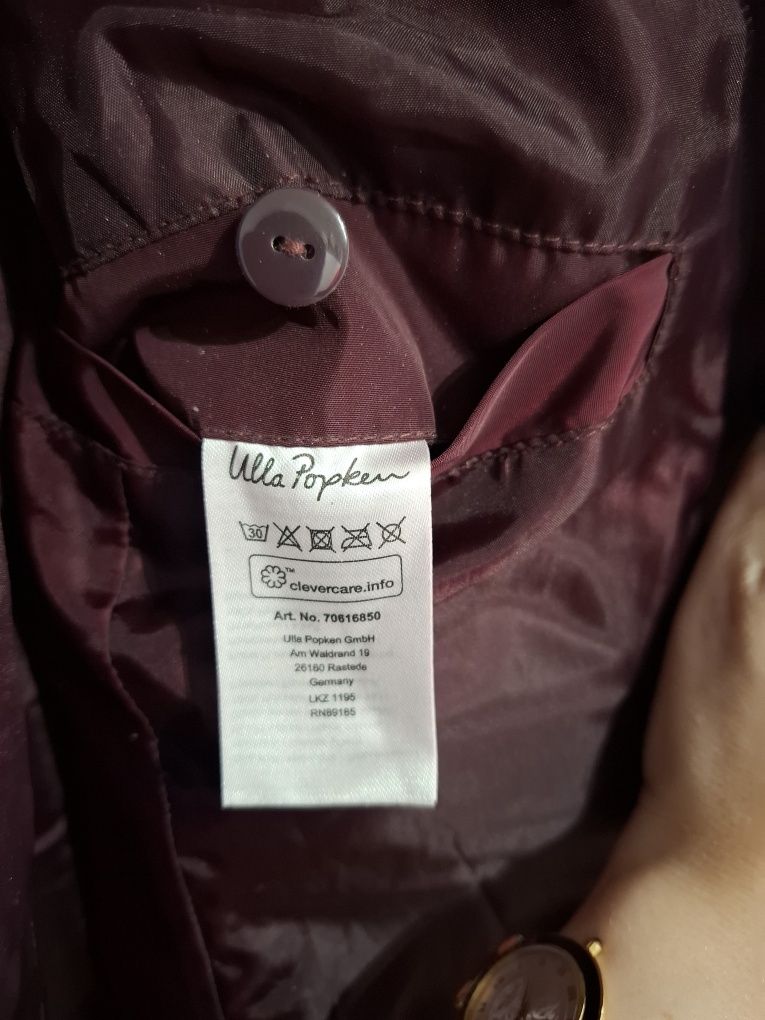 Ulla Popken
30
clevercare.info
Art. No. 70616850
Ulla Popken GmbH
Am Waldrand 19
26180 Rastede
Germany
LKZ 1195
RN89185